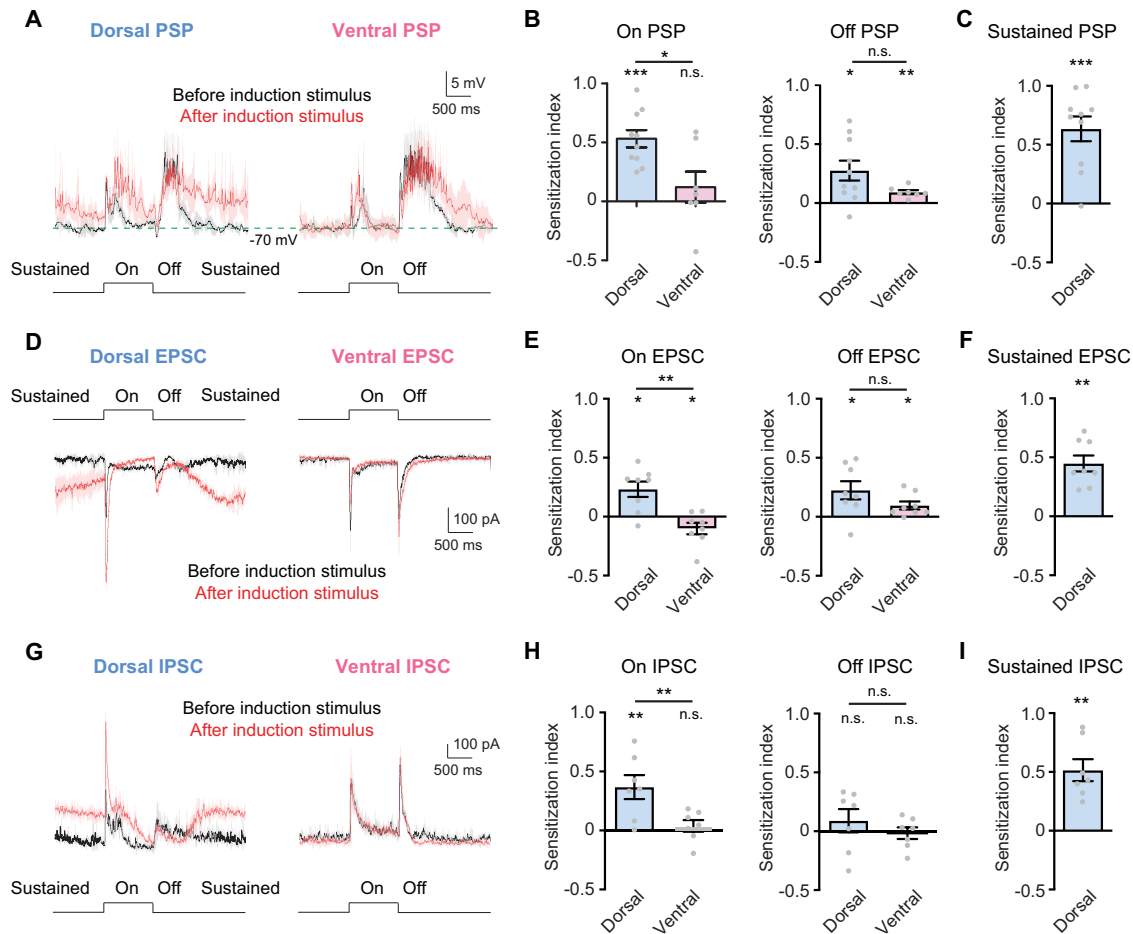 A
Dorsal PSP
Ventral PSP
5 mV
500 ms
Before induction stimulus
After induction stimulus
-70 mV
Sustained On Off Sustained
On Off
B
On PSP
*
***
n.s.
Sensitization index
1.0
0.5
0
-0.5
Dorsal
Ventral
Off PSP
n.s.
*
**
Sensitization index
1.0
0.5
0
-0.5
Dorsal
Ventral
C
Sustained PSP
***
Sensitization index
1.0
0.5
0
-0.5
Dorsal
D
Dorsal EPSC
Ventral EPSC
Sustained On Off Sustained
On Off
100 pA
500 ms
Before induction stimulus
After induction stimulus
E
On EPSC
**
*
*
Sensitization index
1.0
0.5
0
-0.5
Dorsal
Ventral
Off EPSC
n.s.
*
*
Sensitization index
1.0
0.5
0
-0.5
Dorsal
Ventral
F
Sustained EPSC
**
Sensitization index
1.0
0.5
0
-0.5
Dorsal
G
Dorsal IPSC
Ventral IPSC
Before induction stimulus
After induction stimulus
100 pA
500 ms
Sustained On Off Sustained
On Off
H
On IPSC
**
**
n.s.
Sensitization index
1.0
0.5
0
-0.5
Dorsal
Ventral
Off IPSC
n.s.
n.s.
n.s.
Sensitization index
1.0
0.5
0
-0.5
Dorsal
Ventral
I
Sustained IPSC
**
Sensitization index
1.0
0.5
0
-0.5
Dorsal